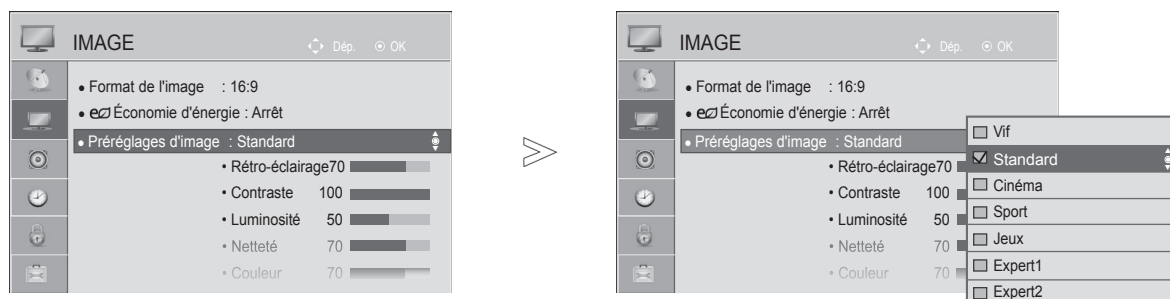 IMAGE
Dép. OK
• Format de l'image : 16:9
• eco Économie d'énergie : Arrêt
• Préréglages d'image : Standard
• Rétro-éclairage70
• Contraste 100
• Luminosité 50
• Netteté 70
• Couleur 70
IMAGE
Dép. OK
• Format de l'image : 16:9
• eco Économie d'énergie : Arrêt
• Préréglages d'image : Standard
• Rétro-éclairage70
• Contraste 100
• Luminosité 50
• Netteté 70
• Couleur 70
Vif
Standard
Cinéma
Sport
Jeux
Expert1
Expert2